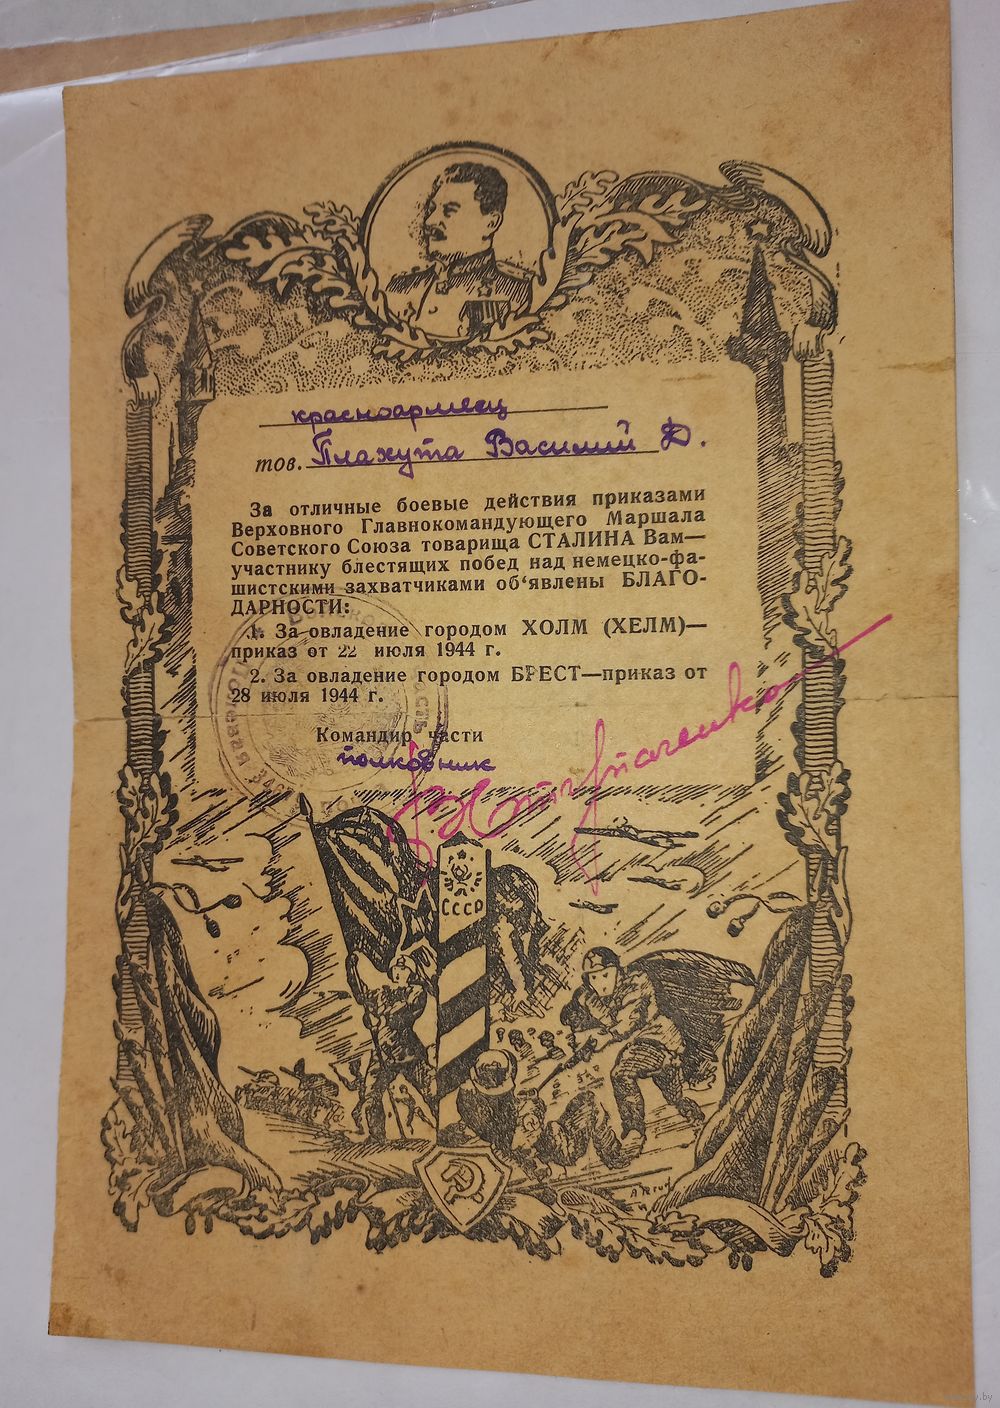 красноармеец
тов. Плахута Василий Д.
За отличные боевые действия приказами
Верховного Главнокомандующего Маршала
Советского Союза товарища СТАЛИНА Вам—
участнику блестящих побед над немецко-фа-
шистскими захватчиками об‘явлены БЛАГО-
ДАРНОСТИ:
1. За овладение городом ХОЛМ (ХЕЛМ)—
приказ от 22 июля 1944 г.
2. За овладение городом БРЕСТ—приказ от
28 июля 1944 г.
Командир части
полковник
СССР